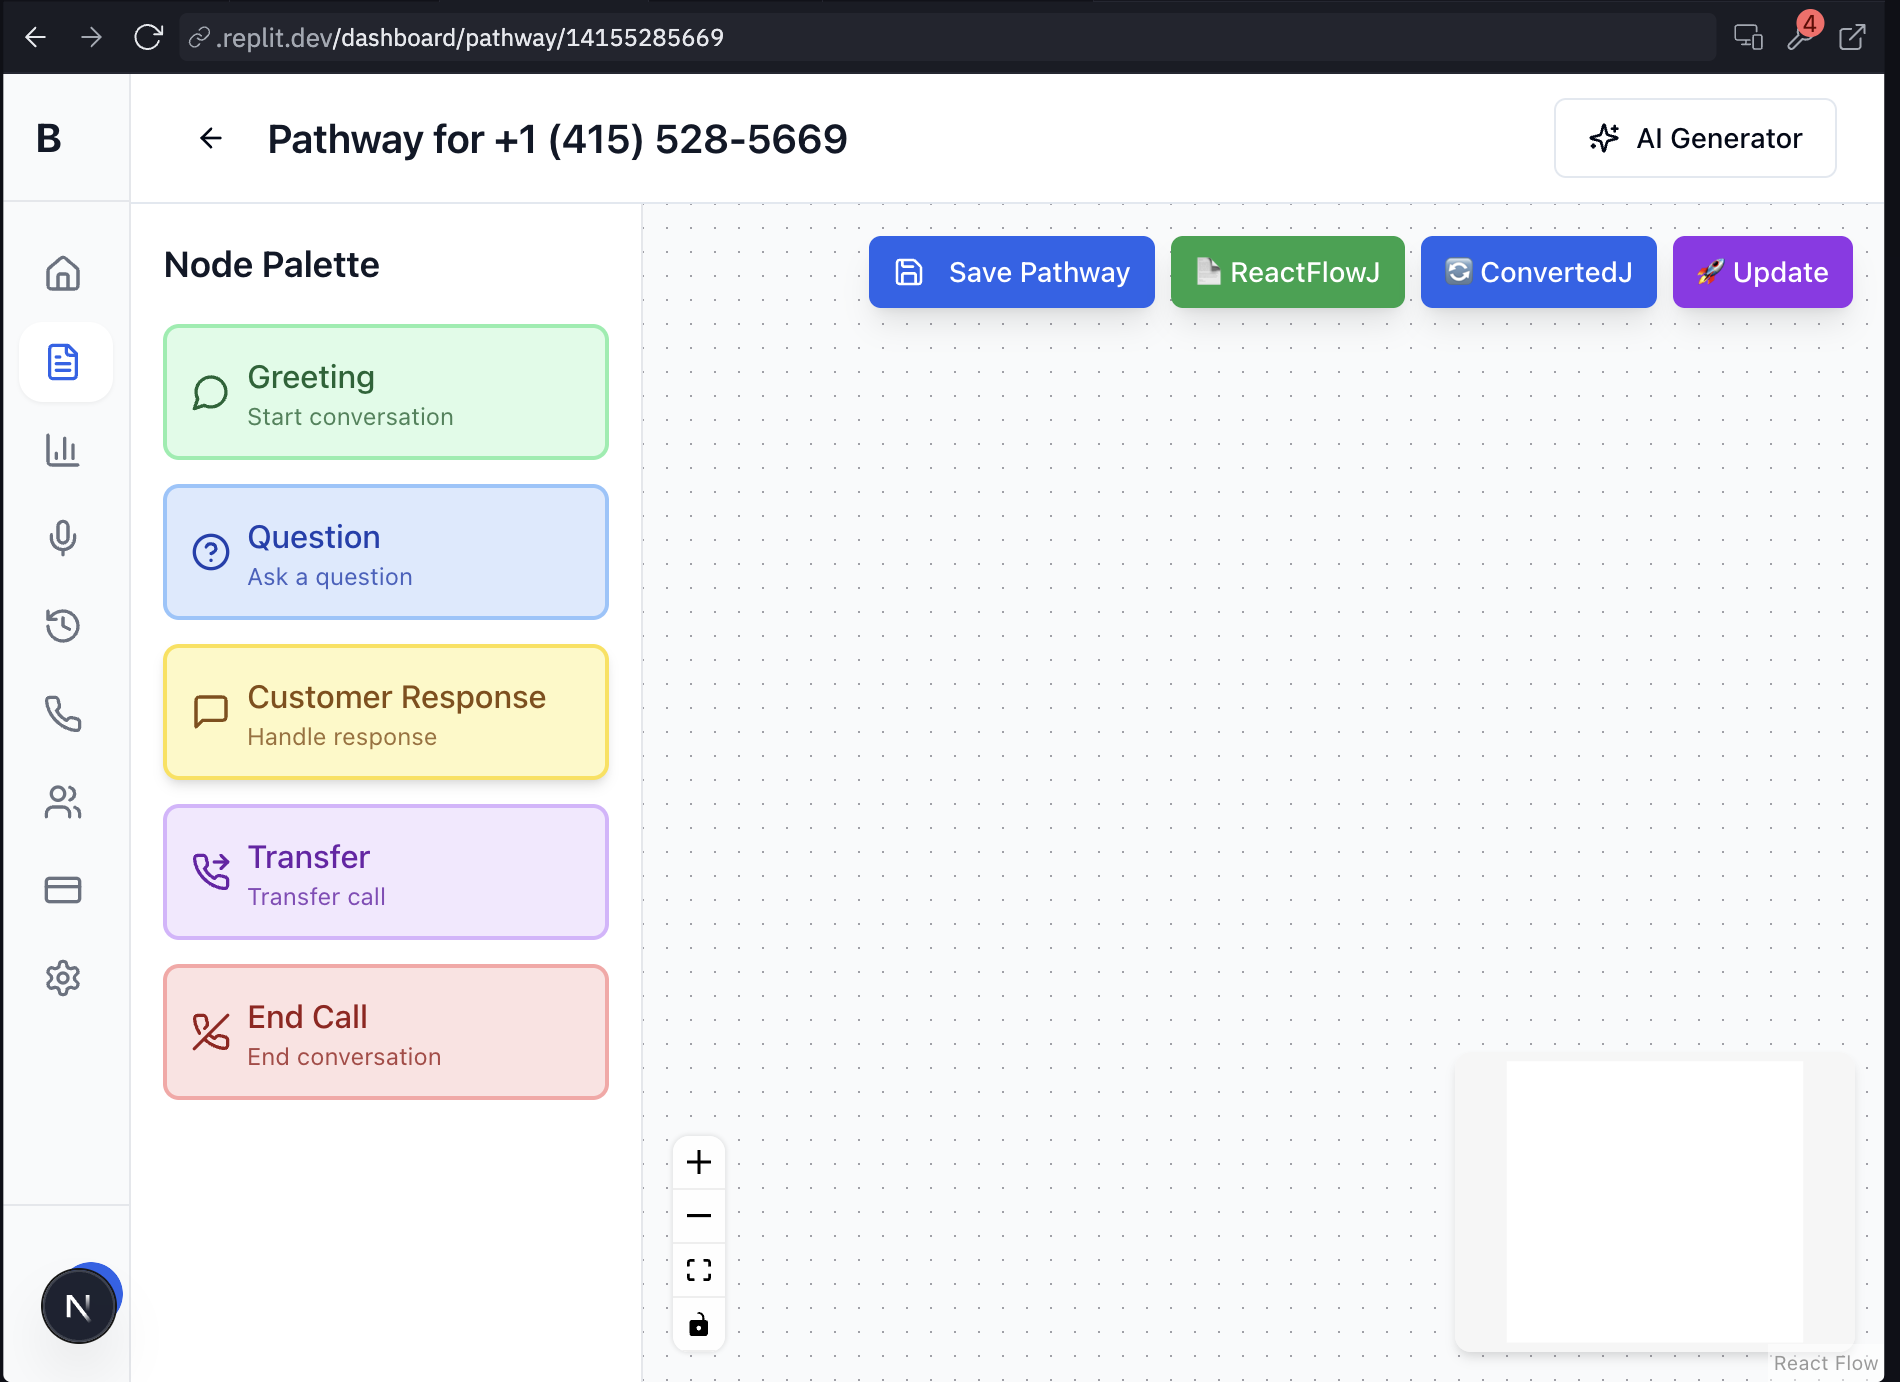 .replit.dev/dashboard/pathway/14155285669
4
B
Pathway for +1 (415) 528-5669
AI Generator
Node Palette
Save Pathway
ReactFlowJ
ConvertedJ
Update
Greeting
Start conversation
Question
Ask a question
Customer Response
Handle response
Transfer
Transfer call
End Call
End conversation
N
React Flow